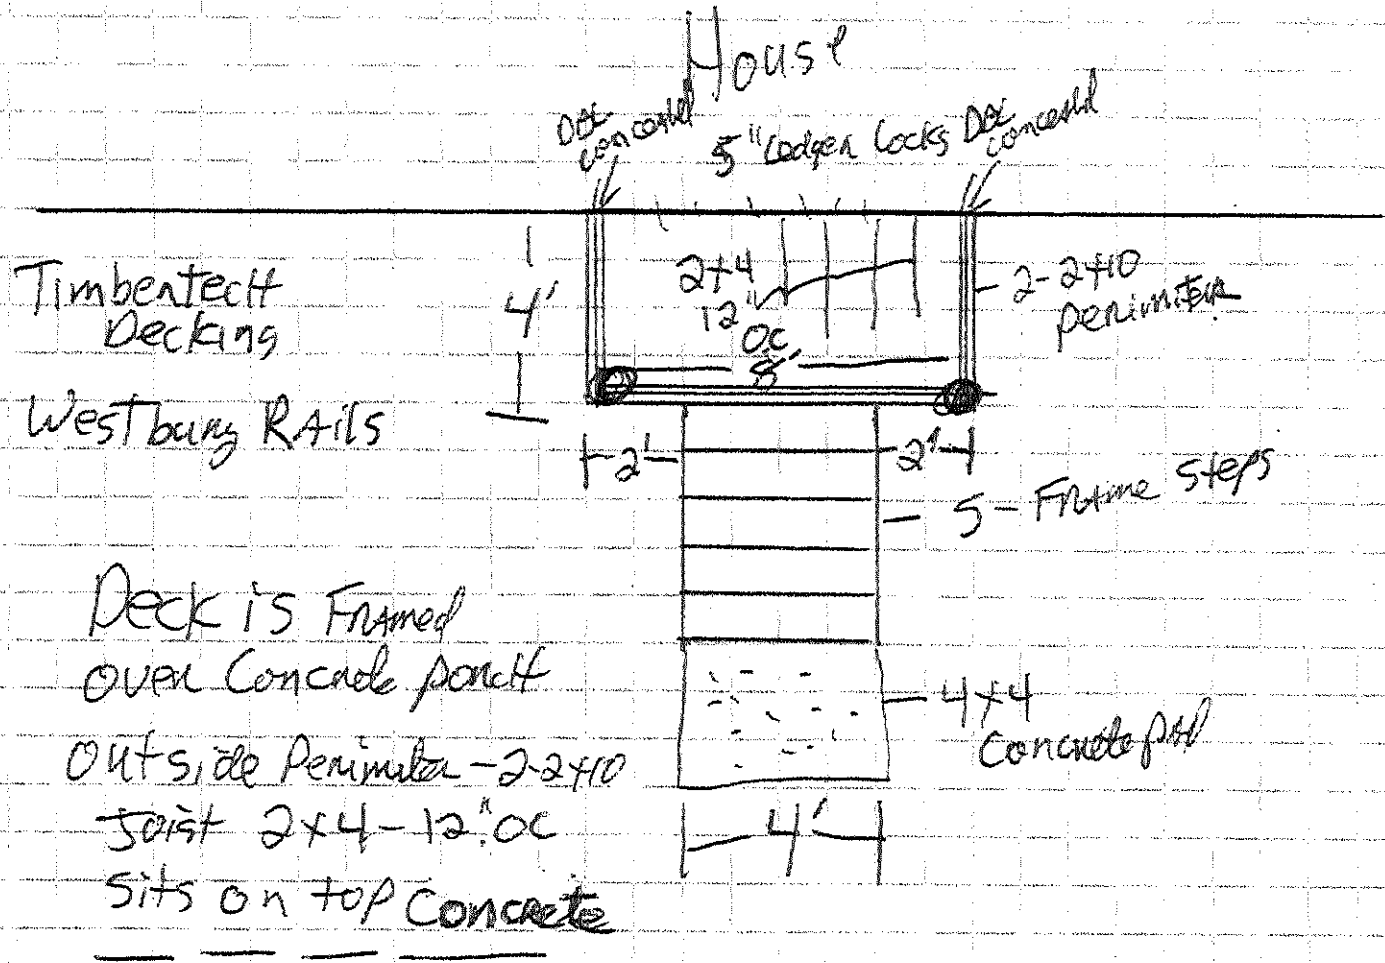 House
DBL concealed
5" Ledger Locks
DBL concealed
Timbertech
Decking
4'
2x4
12"
OC
8'
2-2x10
perimeter
Westbury Rails
2'
2'
5 - Frame Steps
Deck is Framed
over Concrete porch
4x4
Concrete pad
Outside Perimeter - 2-2x10
Joist 2x4 - 12" OC
4'
Sits on top Concrete